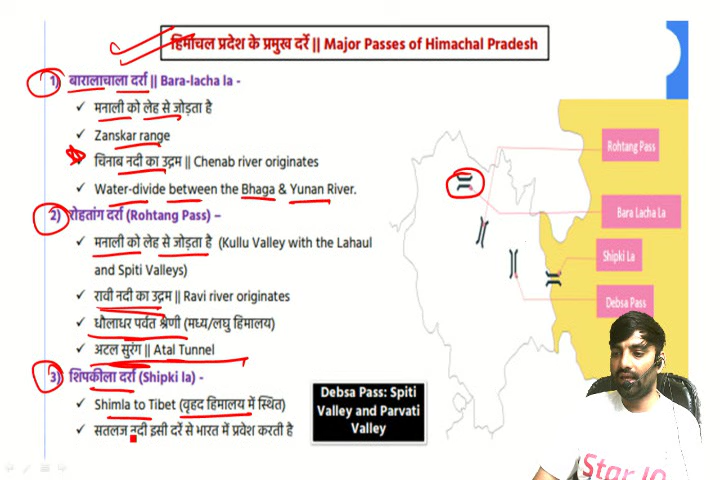 हिमांचल प्रदेश के प्रमुख दर्रे || Major Passes of Himachal Pradesh
1) बारालाचाला दर्रा || Bara-lacha la -
✓ मनाली को लेह से जोड़ता है
✓ Zanskar range
✓ चिनाब नदी का उद्गम || Chenab river originates
✓ Water-divide between the Bhaga & Yunan River.
2) रोहतांग दर्रा (Rohtang Pass) –
✓ मनाली को लेह से जोड़ता है (Kullu Valley with the Lahaul
and Spiti Valleys)
✓ रावी नदी का उद्गम || Ravi river originates
✓ धौलाधर पर्वत श्रेणी (मध्य/लघु हिमालय)
✓ अटल सुरंग || Atal Tunnel
3) शिपकीला दर्रा (Shipki la) -
✓ Shimla to Tibet (वृहद हिमालय में स्थित)
✓ सतलज नदी इसी दर्रे से भारत में प्रवेश करती है
Rohtang Pass
Bara Lacha La
Shipki La
Debsa Pass
Debsa Pass: Spiti
Valley and Parvati
Valley